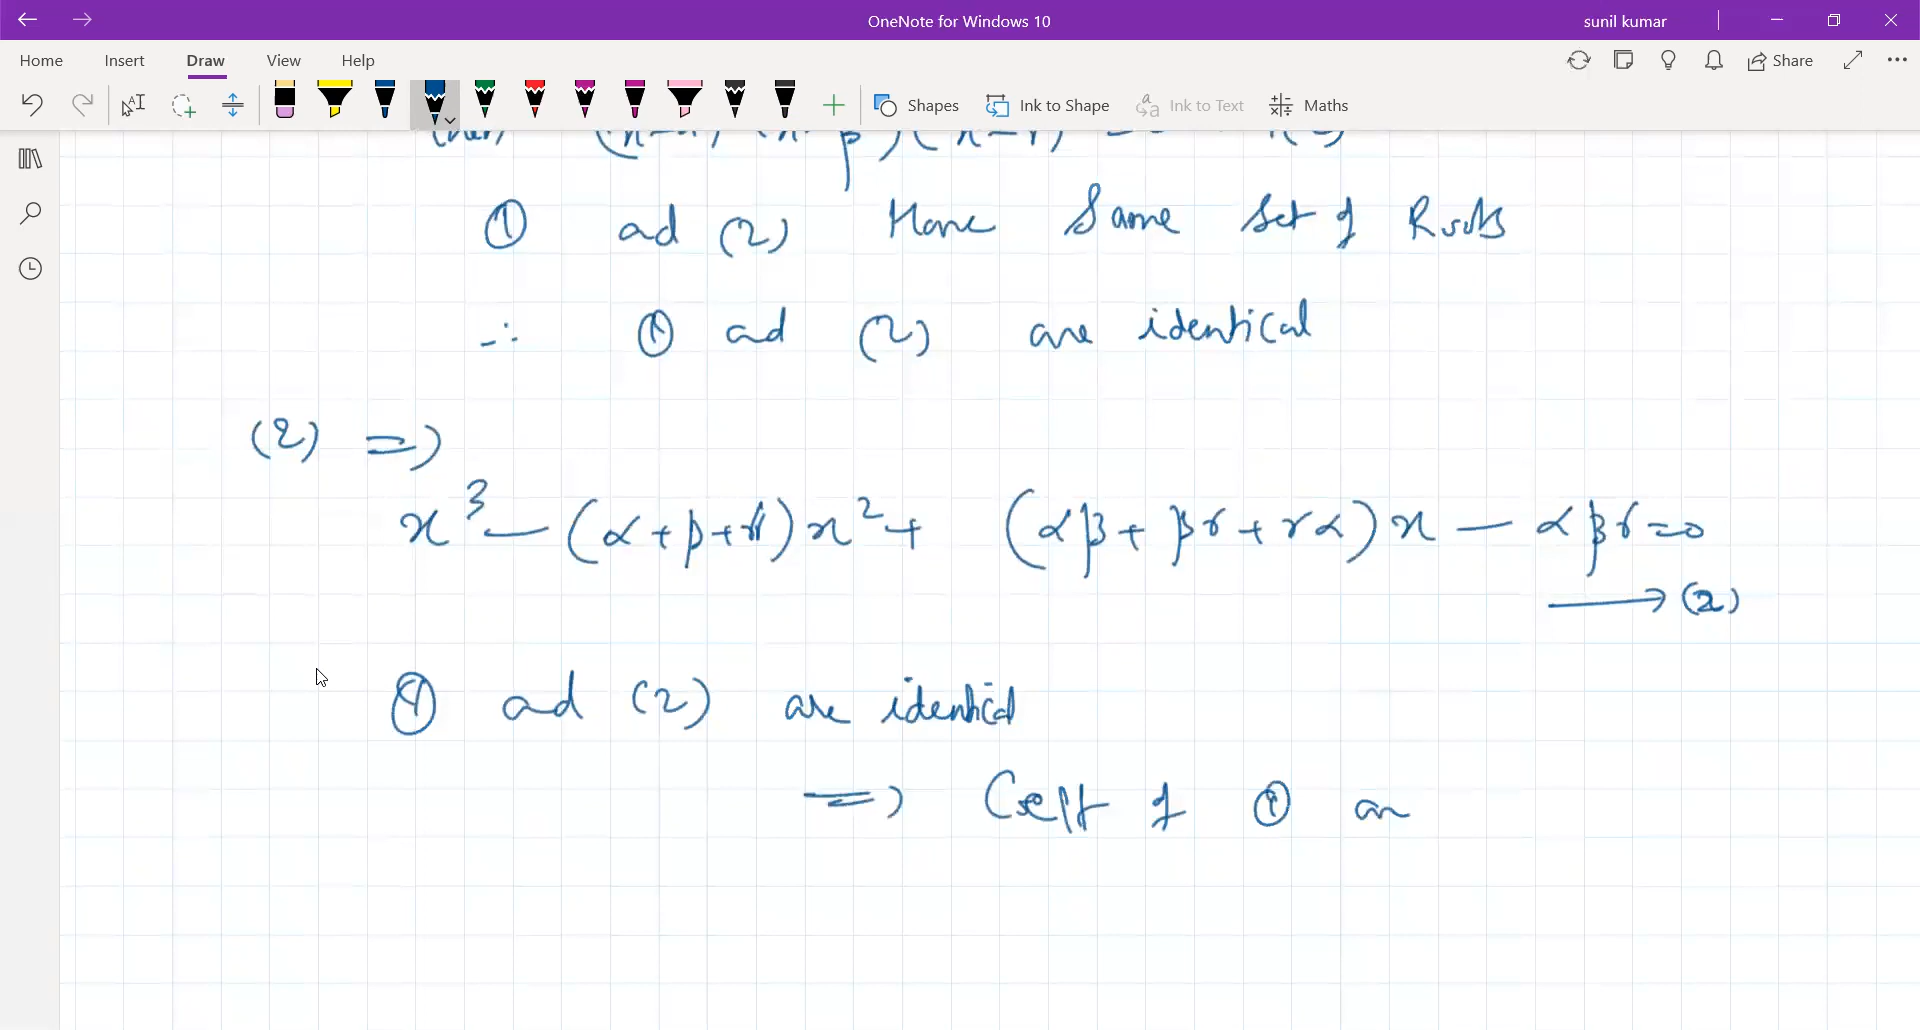 OneNote for Windows 10
sunil kumar
Home Insert Draw View Help
Share
Shapes Ink to Shape Ink to Text Maths
① ad (2) Have Same Set of Roots
∴ ① ad (2) are identical
(2) =>
x³ - (α+β+γ)x² + (αβ + βγ + γα)x - αβγ=0
→ (2)
① ad (2) are identical
=> Coefft of ① an